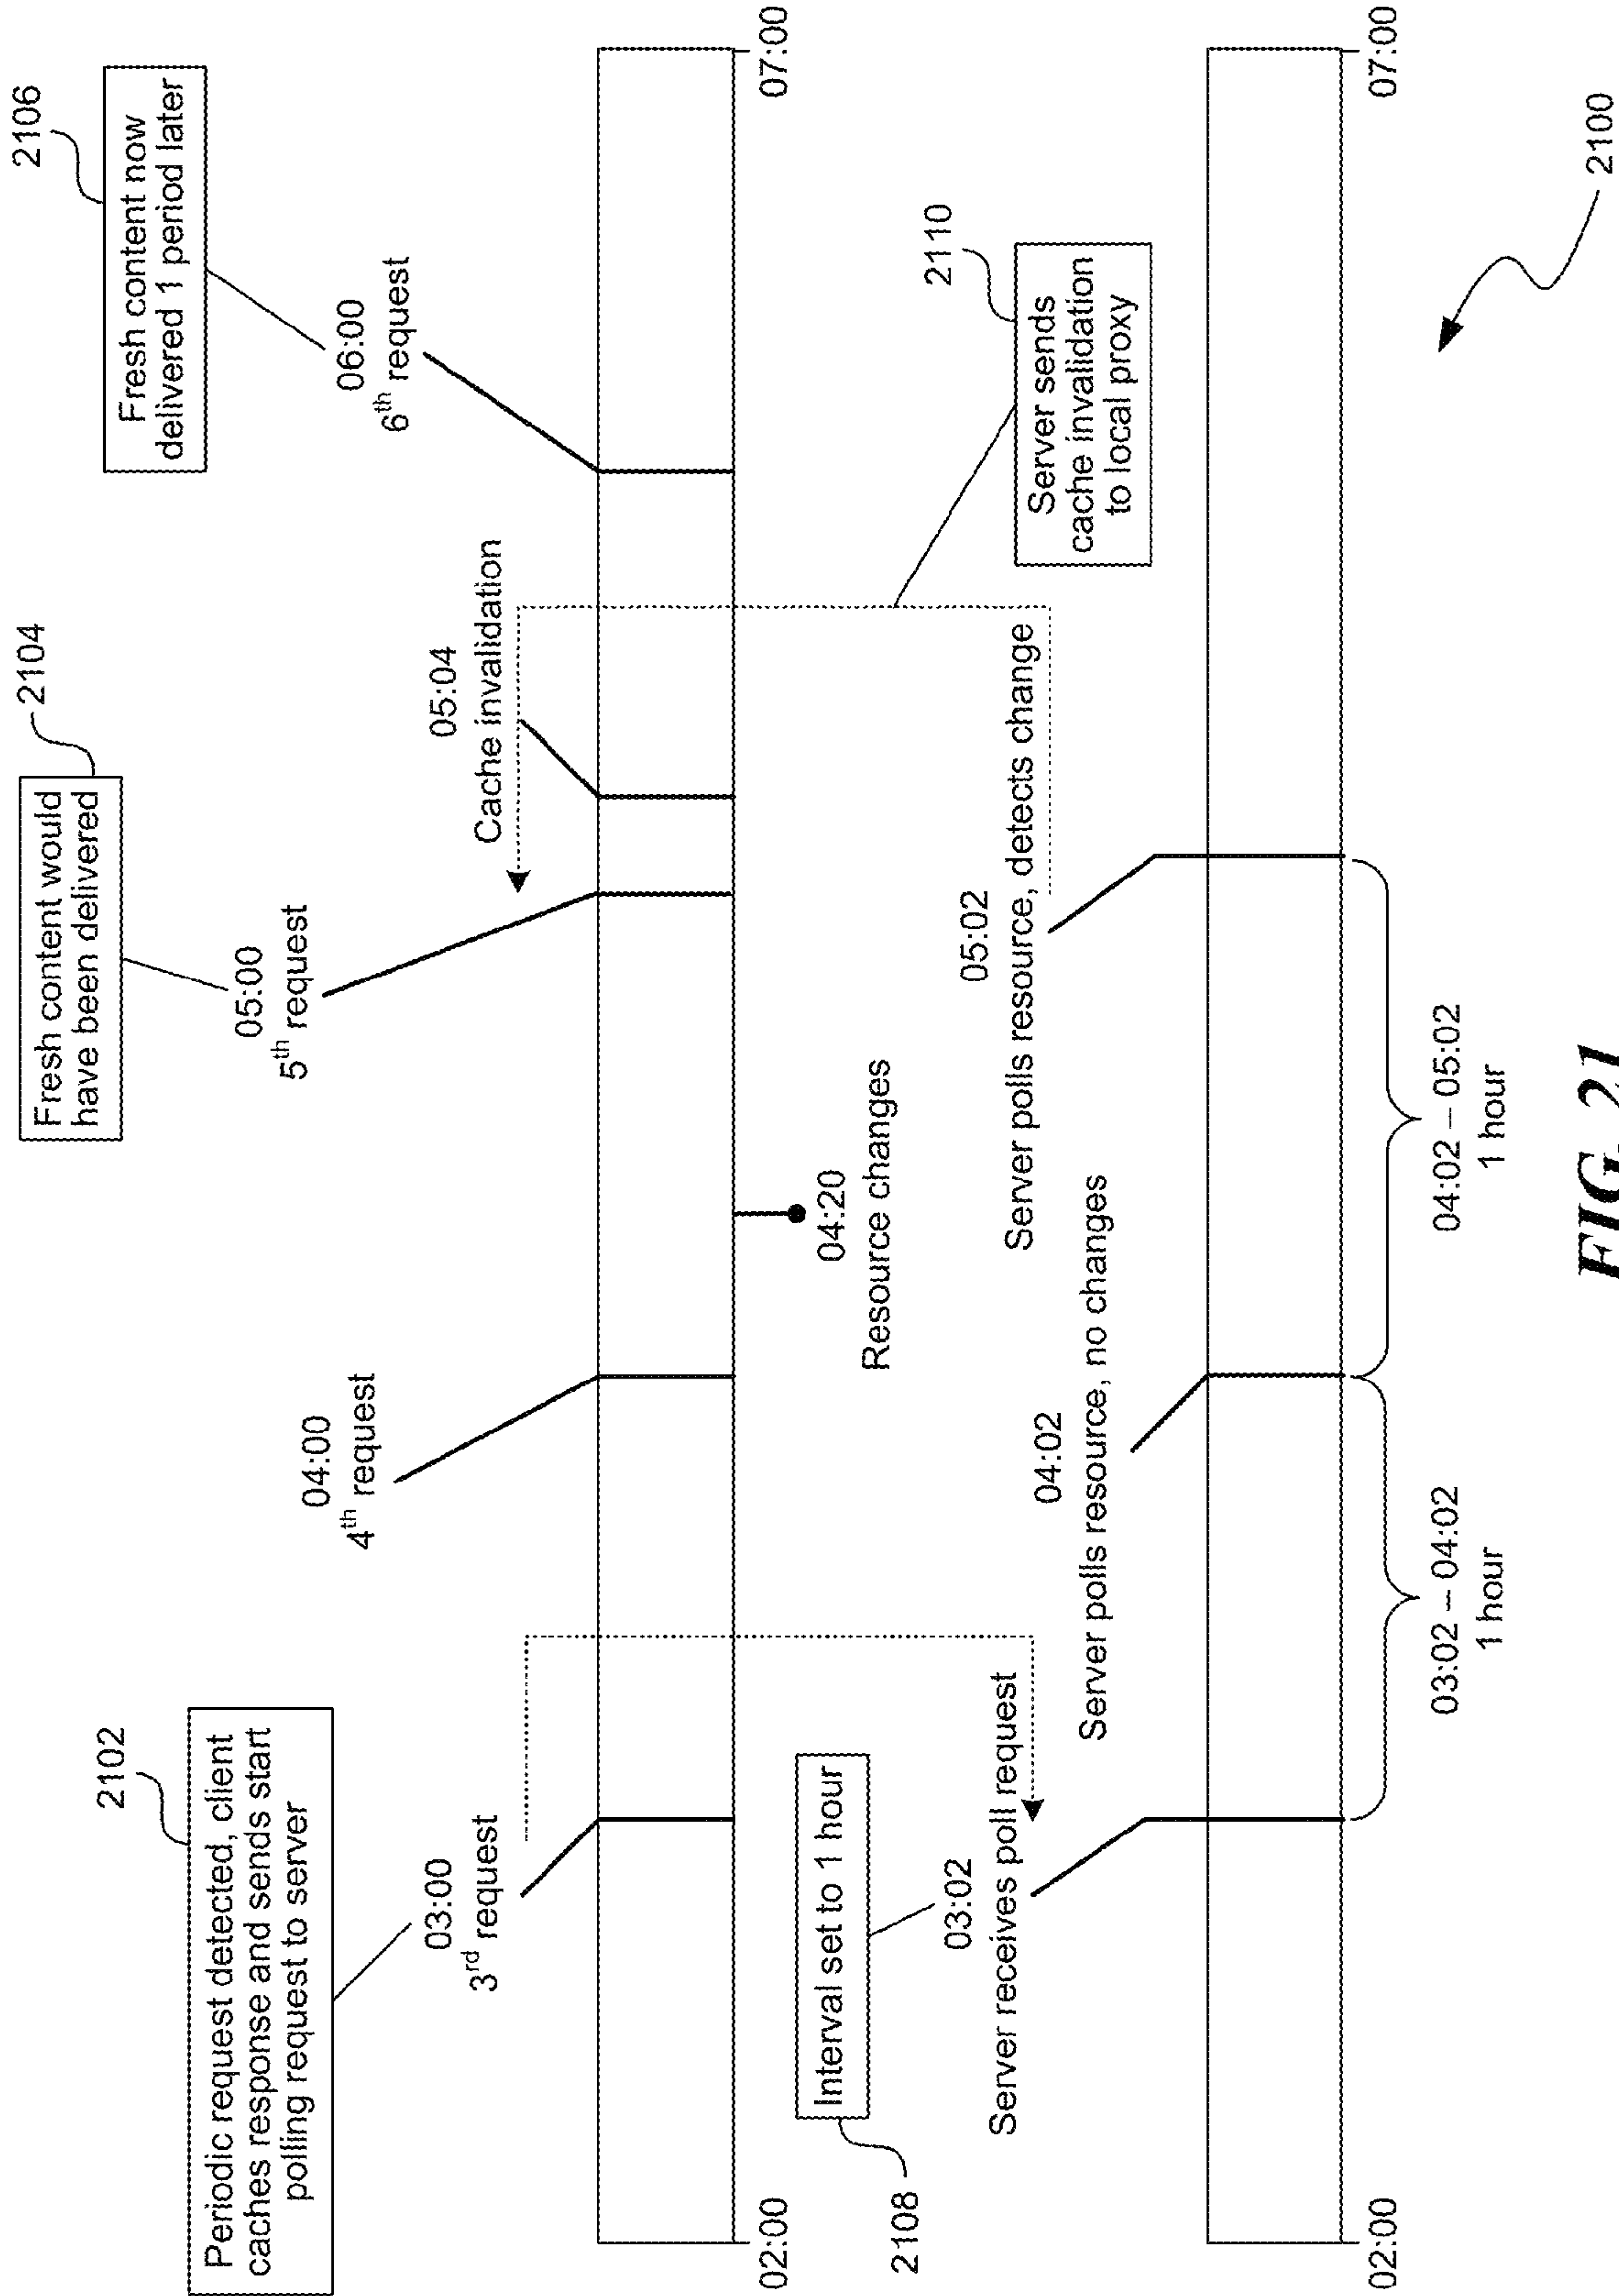 2102
Periodic request detected, client
caches response and sends start
polling request to server
2104
Fresh content would
have been delivered
2106
Fresh content now
delivered 1 period later
03:00
3rd request
04:00
4th request
05:00
5th request
05:04
Cache invalidation
06:00
6th request
02:00
07:00
04:20
Resource changes
2108
Interval set to 1 hour
03:02
Server receives poll request
04:02
Server polls resource, no changes
05:02
Server polls resource, detects change
2110
Server sends
cache invalidation
to local proxy
02:00
07:00
03:02 – 04:02
1 hour
04:02 – 05:02
1 hour
2100
FIG. 21